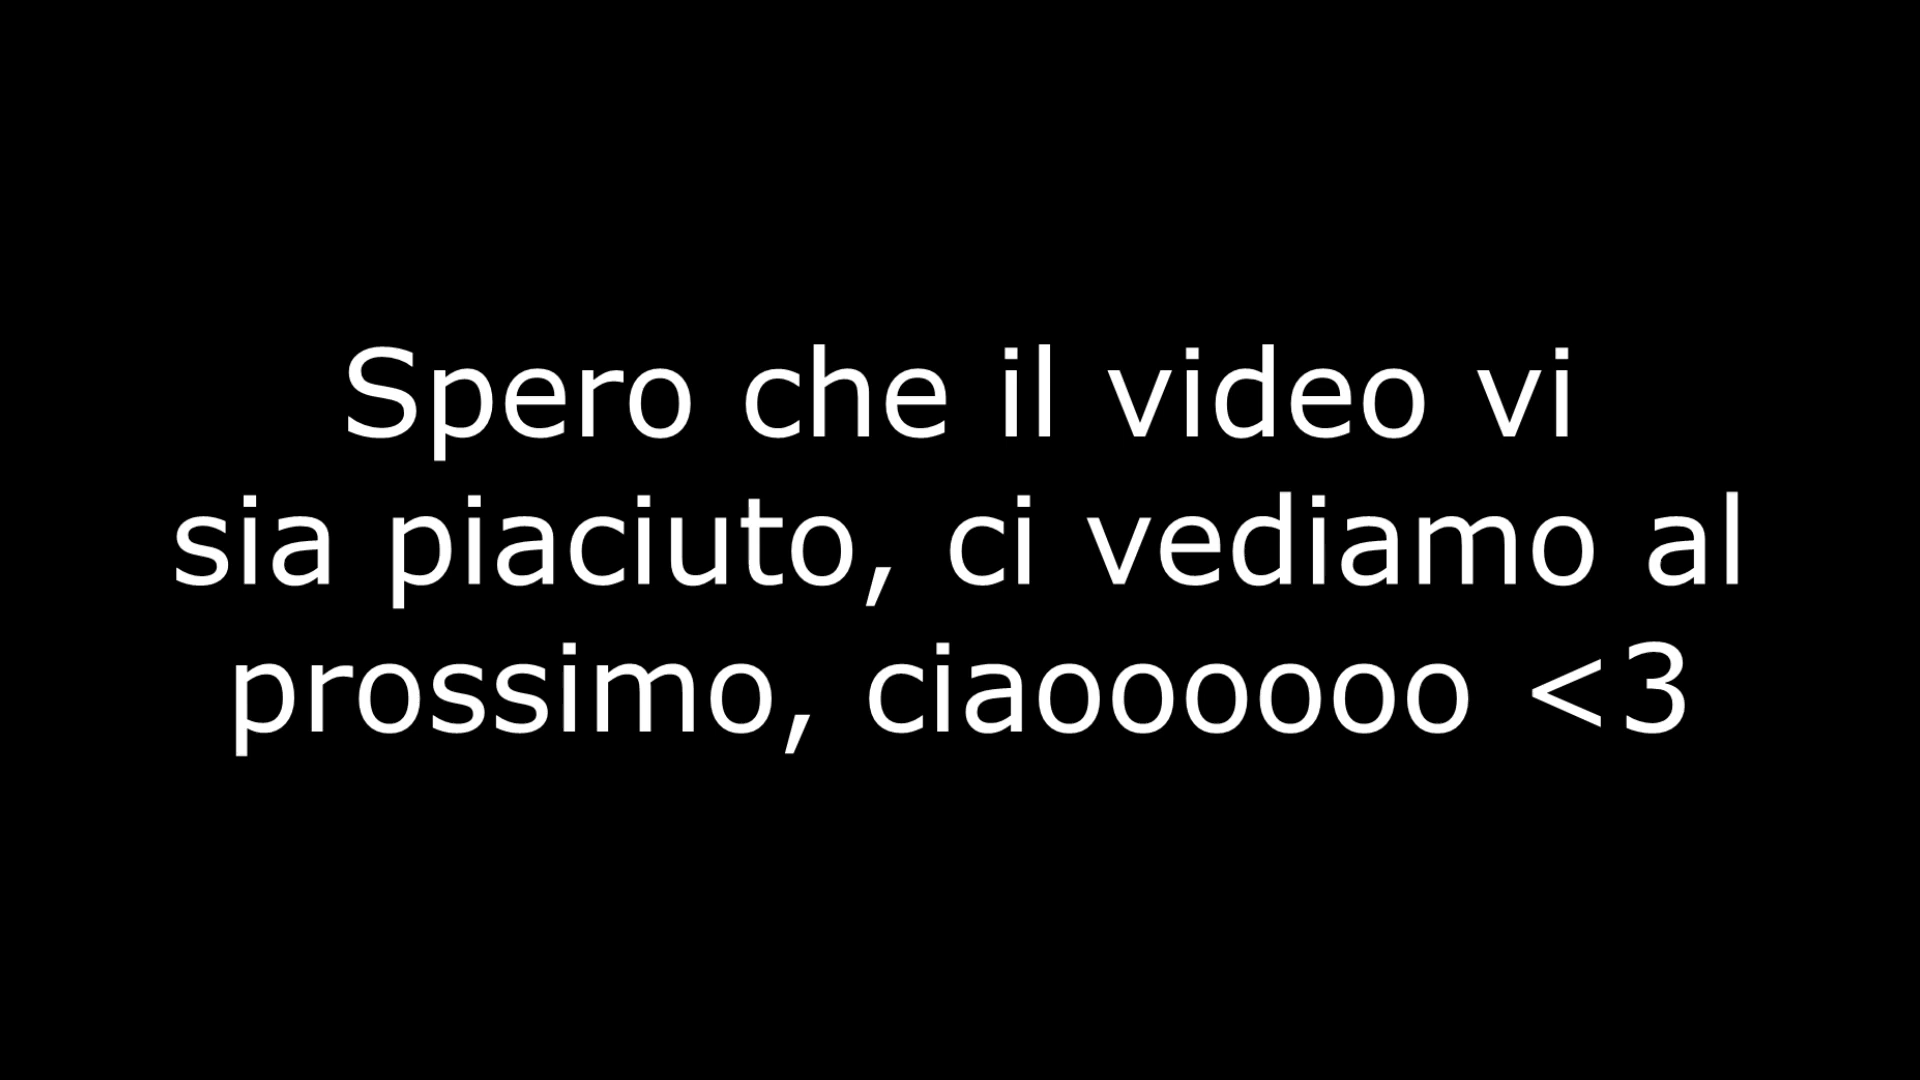 Spero che il video vi
sia piaciuto, ci vediamo al
prossimo, ciaoooooo <3